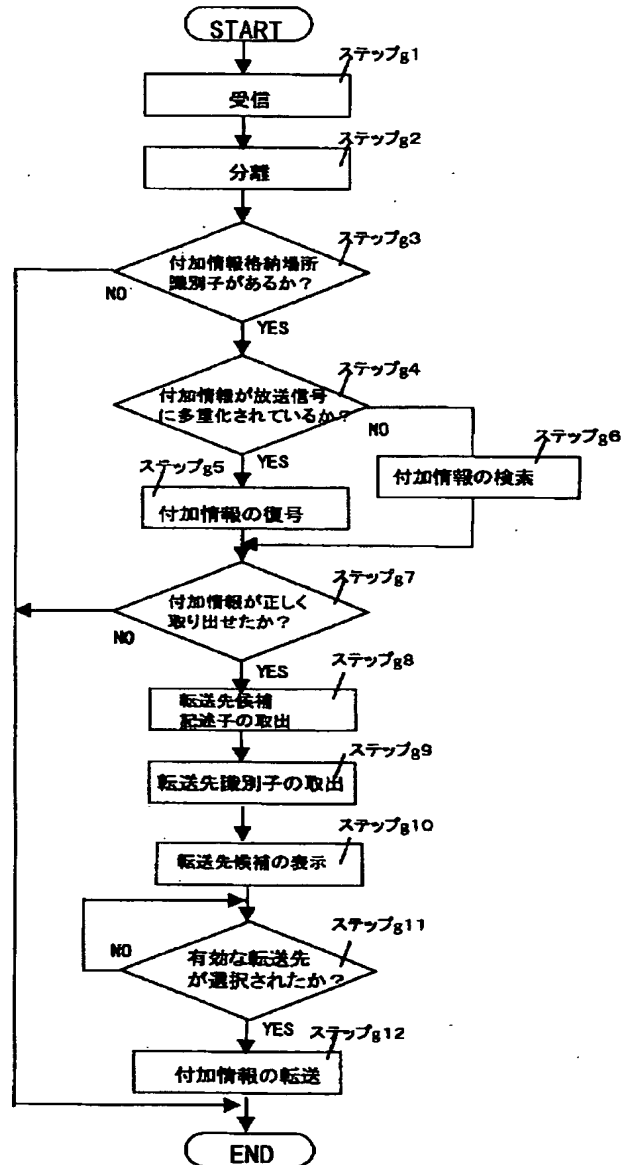 START
ステップg1
受信
ステップg2
分離
ステップg3
付加情報格納場所
識別子があるか?
NO
YES
ステップg4
付加情報が放送信号
に多重化されているか?
NO
YES
ステップg5
付加情報の復号
ステップg6
付加情報の検索
ステップg7
付加情報が正しく
取り出せたか?
NO
YES
ステップg8
転送先候補
記述子の取出
ステップg9
転送先識別子の取出
ステップg10
転送先候補の表示
ステップg11
有効な転送先
が選択されたか?
NO
YES
ステップg12
付加情報の転送
END